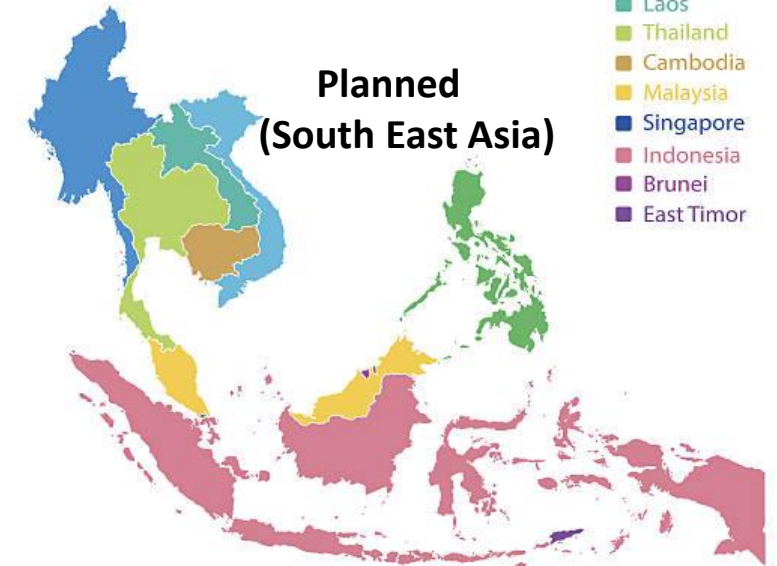 Planned
(South East Asia)
Laos
Thailand
Cambodia
Malaysia
Singapore
Indonesia
Brunei
East Timor